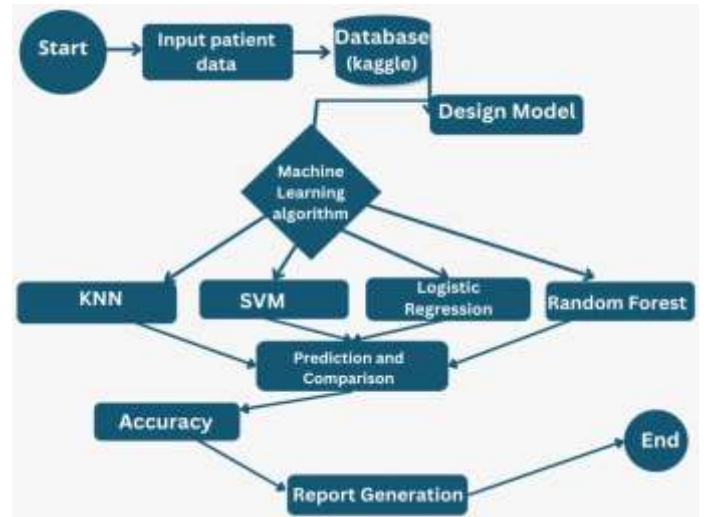 Start
Input patient
data
Database
(kaggle)
Design Model
Machine
Learning
algorithm
KNN
SVM
Logistic
Regression
Random Forest
Prediction and
Comparison
Accuracy
End
Report Generation